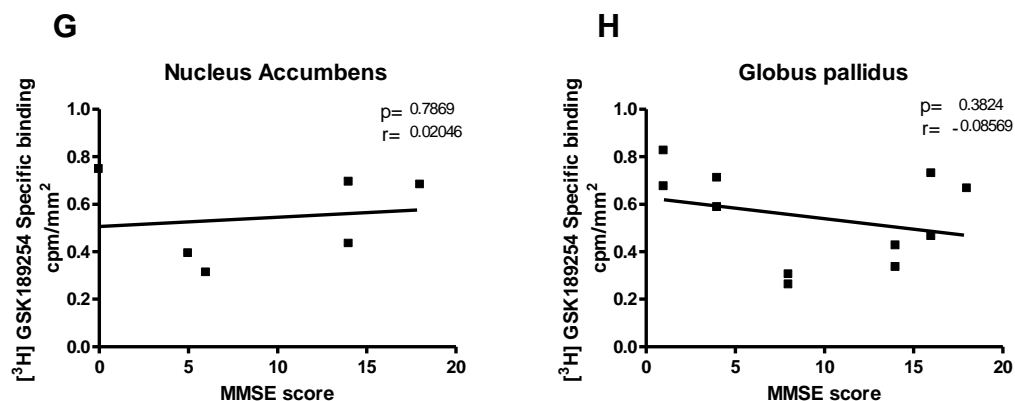 G
Nucleus Accumbens
p= 0.7869
r= 0.02046
[3H] GSK189254 Specific binding
cpm/mm2
1.0
0.8
0.6
0.4
0.2
0.0
0 5 10 15 20
MMSE score
H
Globus pallidus
p= 0.3824
r= -0.08569
[3H] GSK189254 Specific binding
cpm/mm2
1.0
0.8
0.6
0.4
0.2
0.0
0 5 10 15 20
MMSE score